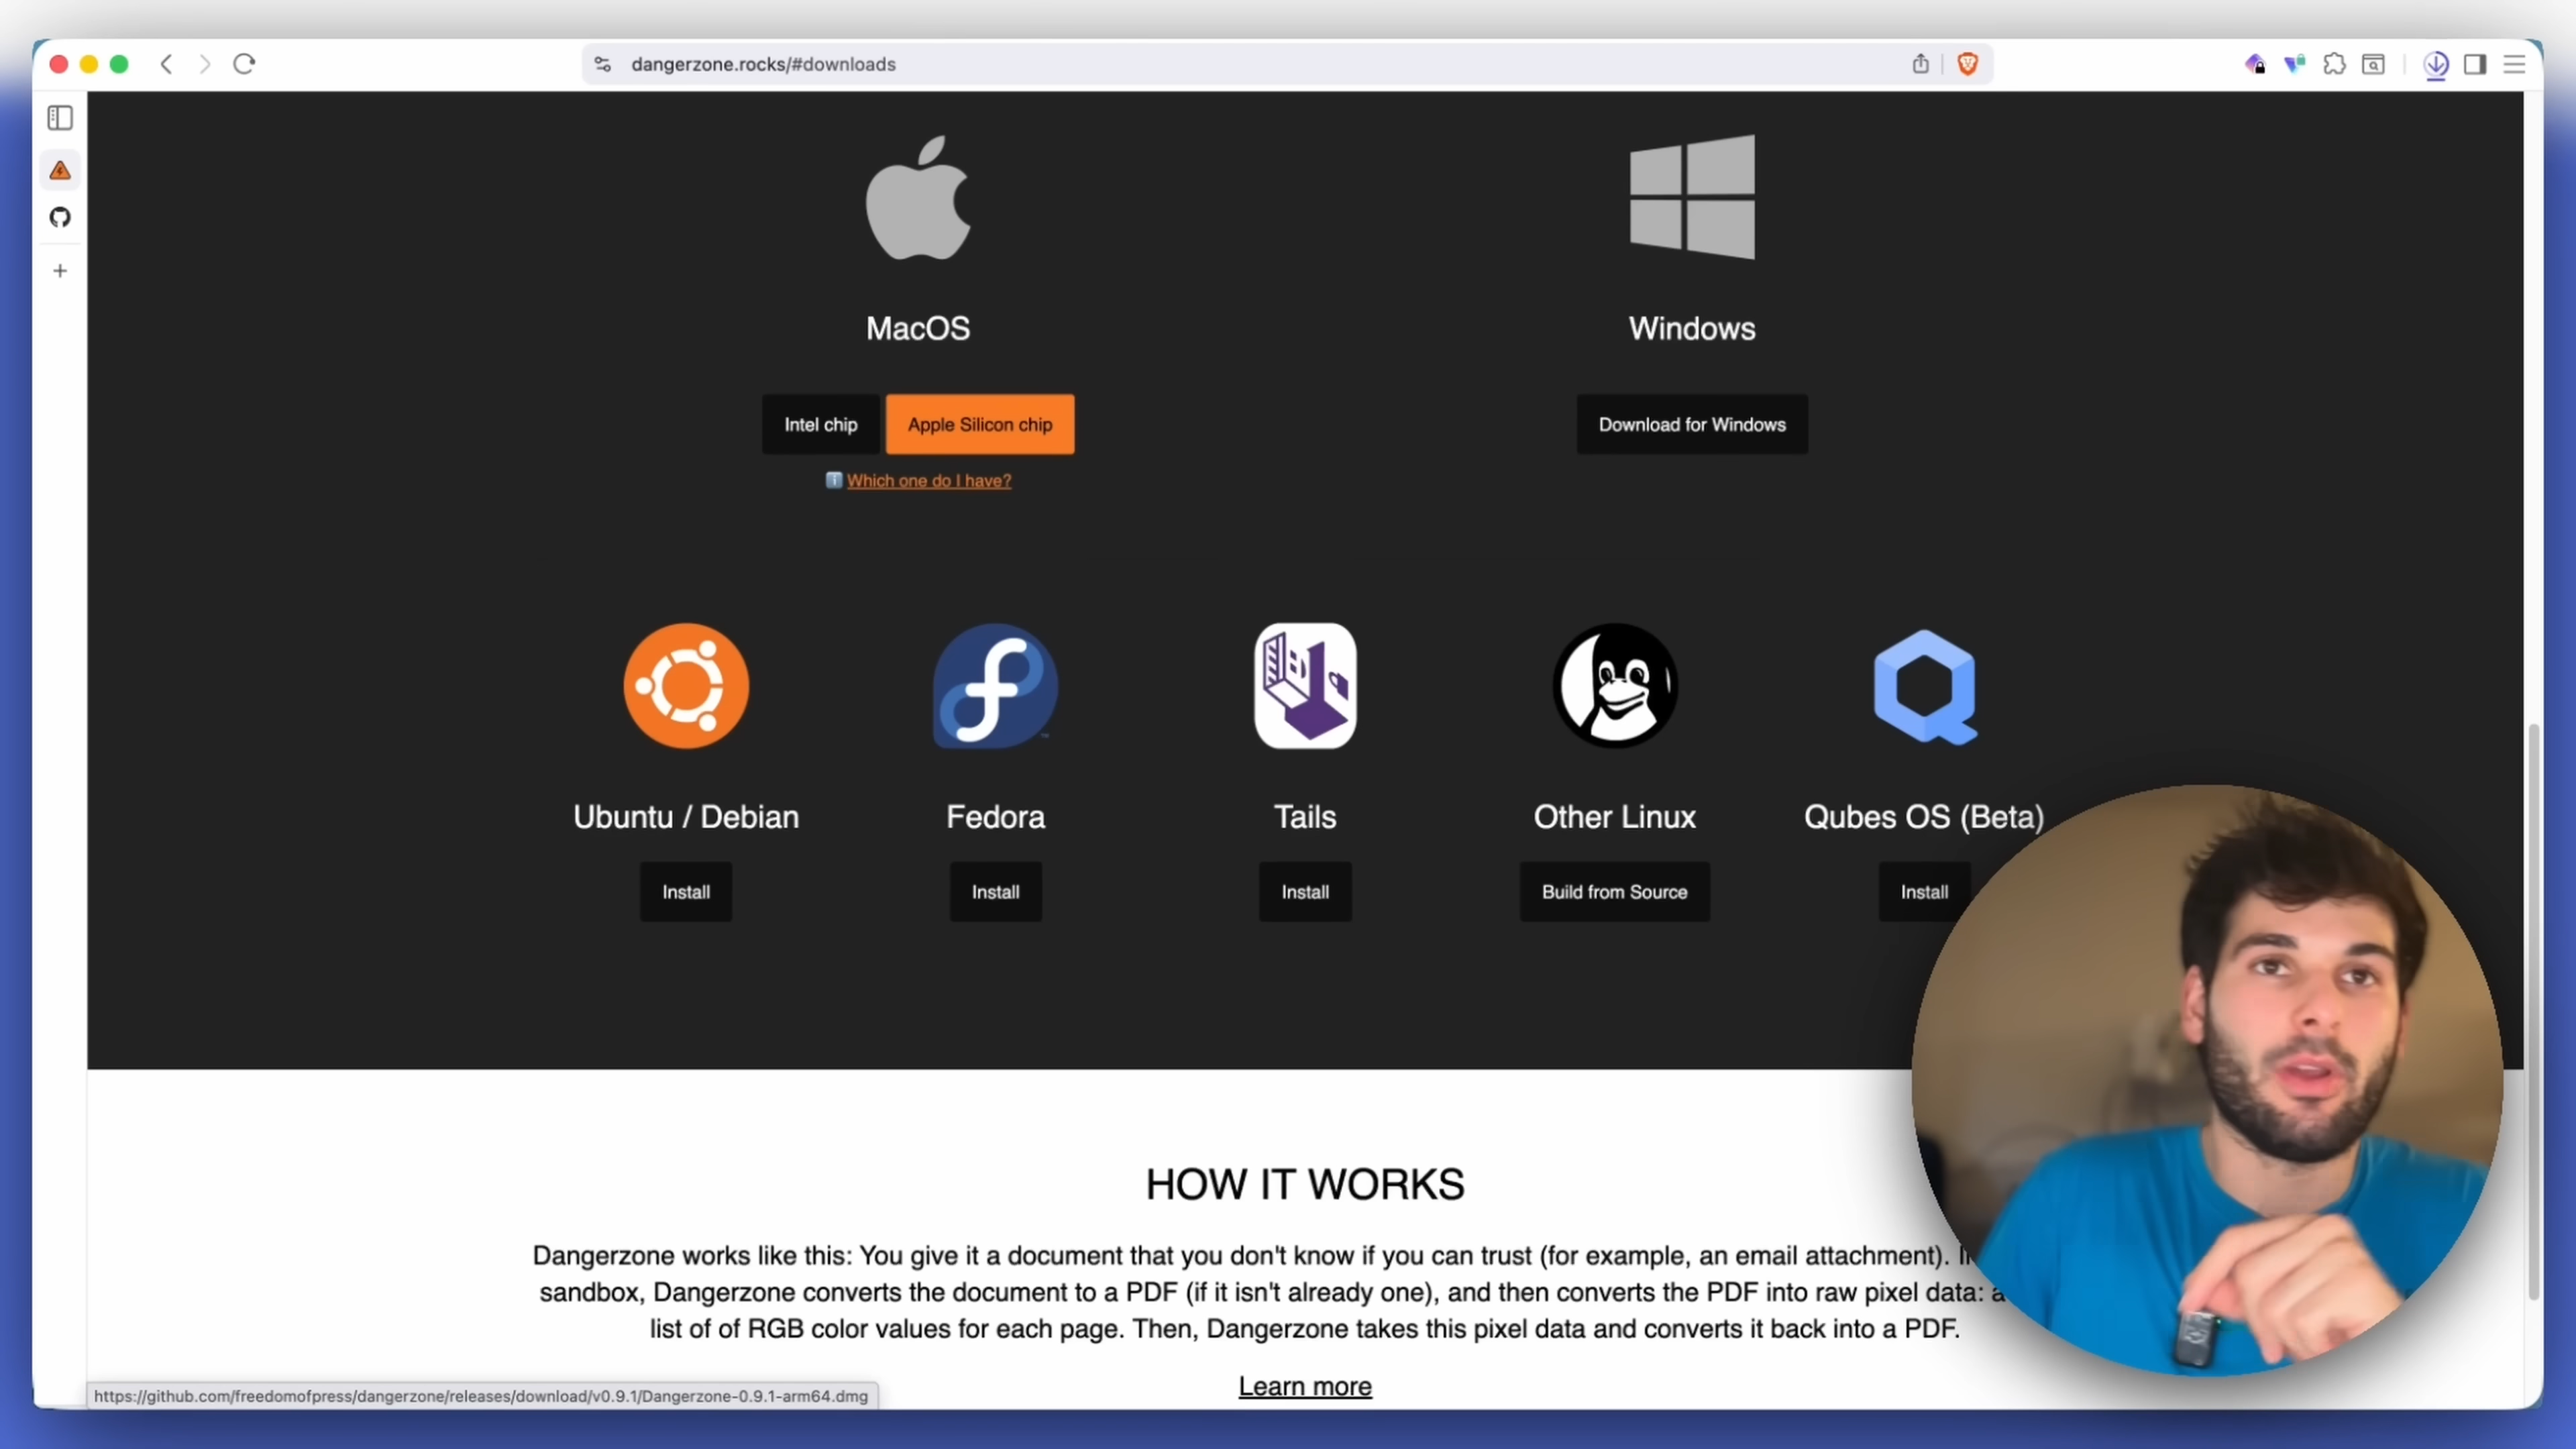 dangerzone.rocks/#downloads
MacOS
Windows
Intel chip
Apple Silicon chip
Download for Windows
Which one do I have?
Ubuntu / Debian
Fedora
Tails
Other Linux
Qubes OS (Beta)
Install
Install
Install
Build from Source
Install
HOW IT WORKS
Dangerzone works like this: You give it a document that you don't know if you can trust (for example, an email attachment).
sandbox, Dangerzone converts the document to a PDF (if it isn't already one), and then converts the PDF into raw pixel data: a
list of of RGB color values for each page. Then, Dangerzone takes this pixel data and converts it back into a PDF.
Learn more
https://github.com/freedomofpress/dangerzone/releases/download/v0.9.1/Dangerzone-0.9.1-arm64.dmg